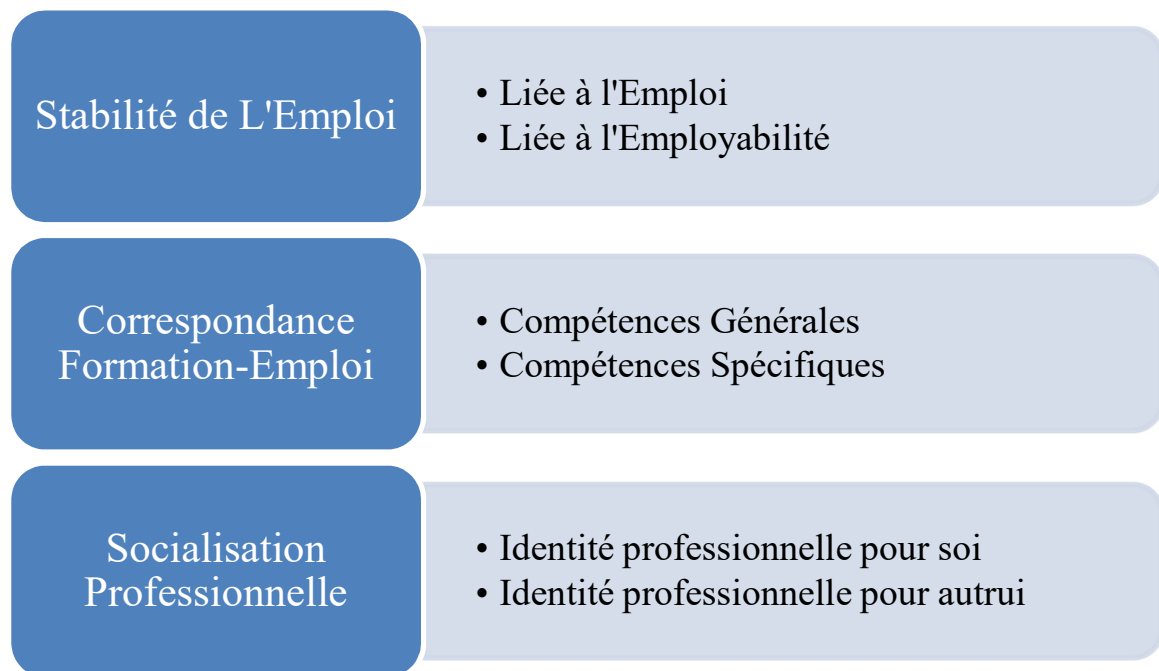 Stabilité de L'Emploi
• Liée à l'Emploi
• Liée à l'Employabilité
Correspondance
Formation-Emploi
• Compétences Générales
• Compétences Spécifiques
Socialisation
Professionnelle
• Identité professionnelle pour soi
• Identité professionnelle pour autrui